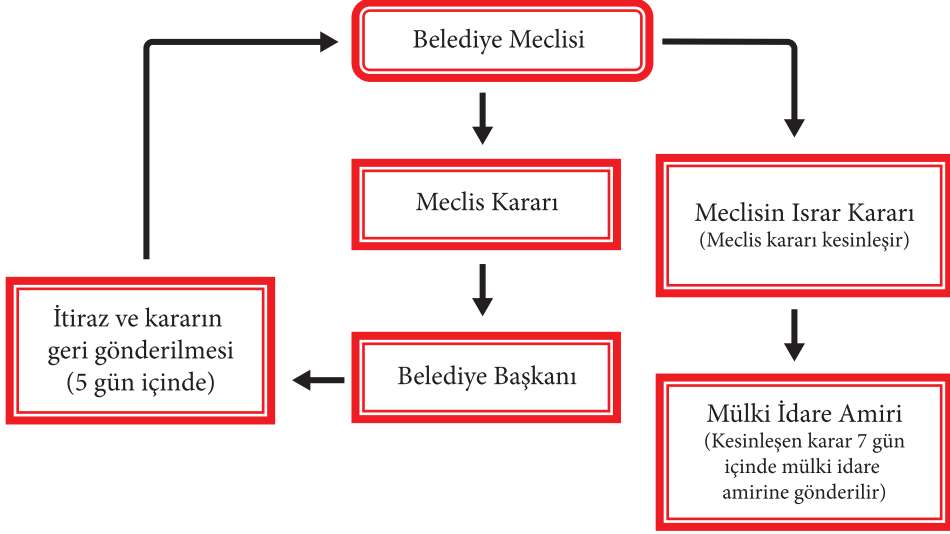 Belediye Meclisi
Meclis Kararı
Belediye Başkanı
İtiraz ve kararın
geri gönderilmesi
(5 gün içinde)
Meclisin Israr Kararı
(Meclis kararı kesinleşir)
Mülki İdare Amiri
(Kesinleşen karar 7 gün
içinde mülki idare
amirine gönderilir)